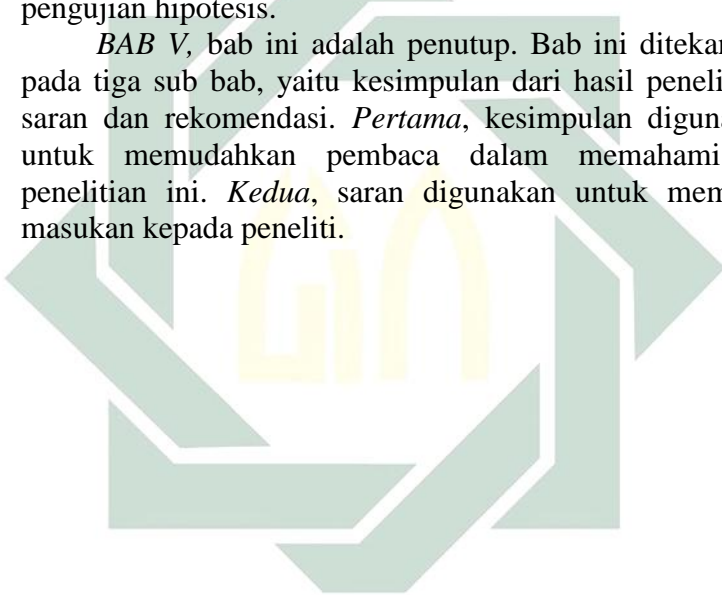 pengujian hipotesis.
BAB V, bab ini adalah penutup. Bab ini ditekan
pada tiga sub bab, yaitu kesimpulan dari hasil peneli
saran dan rekomendasi. Pertama, kesimpulan diguna
untuk memudahkan pembaca dalam memahami
penelitian ini. Kedua, saran digunakan untuk mem
masukan kepada peneliti.